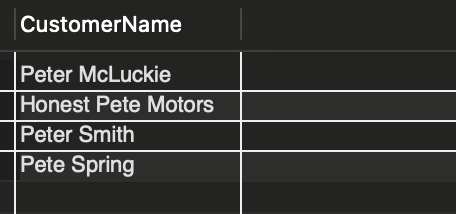 CustomerName
Peter McLuckie
Honest Pete Motors
Peter Smith
Pete Spring